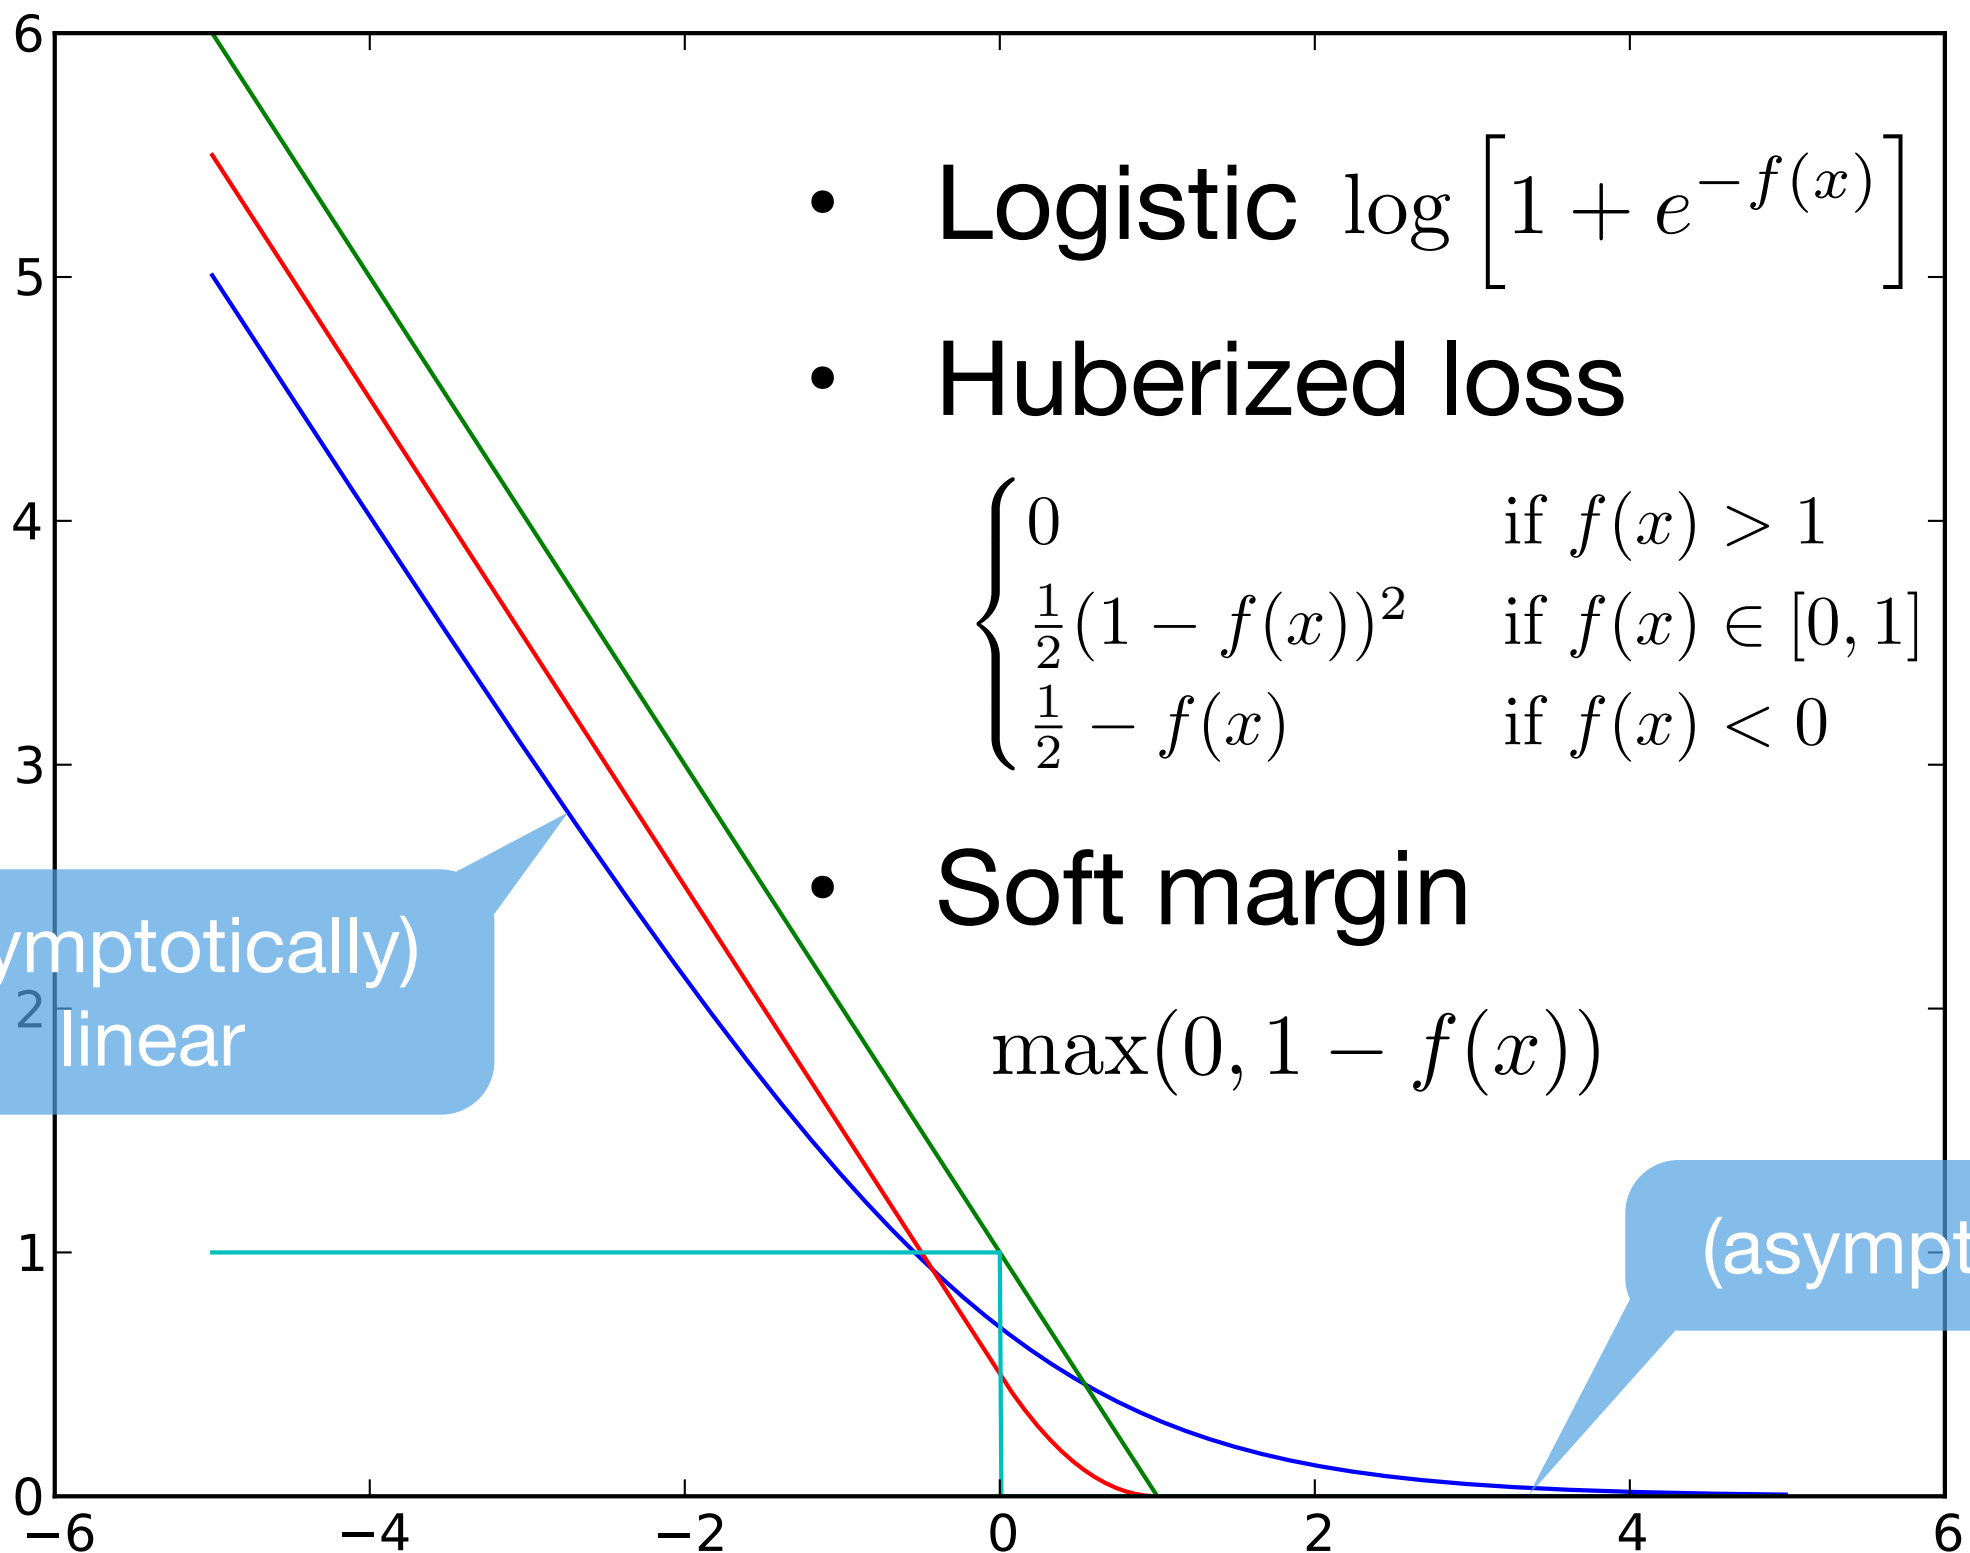 6
5
4
3
2
1
0
−6 −4 −2 0 2 4 6
• Logistic log [1 + e^{−f(x)}]
• Huberized loss
{ 0 if f(x) > 1
1/2 (1 − f(x))² if f(x) ∈ [0, 1]
1/2 − f(x) if f(x) < 0
• Soft margin
max(0, 1 − f(x))
ymptotically)
linear
(asympt